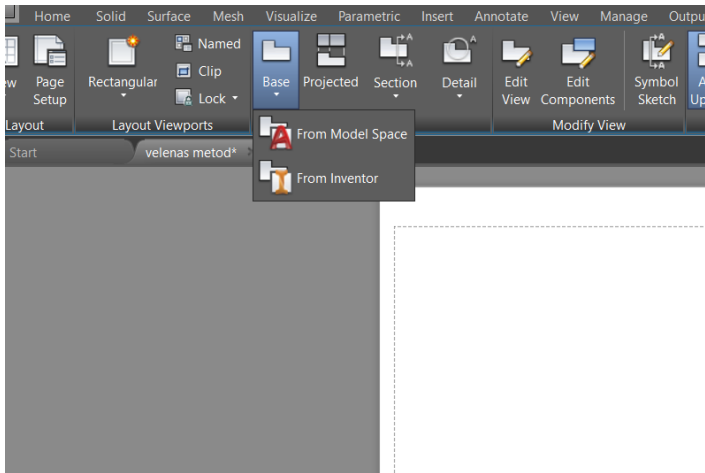 Home Solid Surface Mesh Visualize Parametric Insert Annotate View Manage
Named
Clip
Lock
Page Setup
Rectangular
Base
Projected
Section
Detail
Edit View
Edit Components
Symbol Sketch
Layout Viewports
Modify View
Start
velenas metod*
From Model Space
From Inventor
A
A
A
A
A